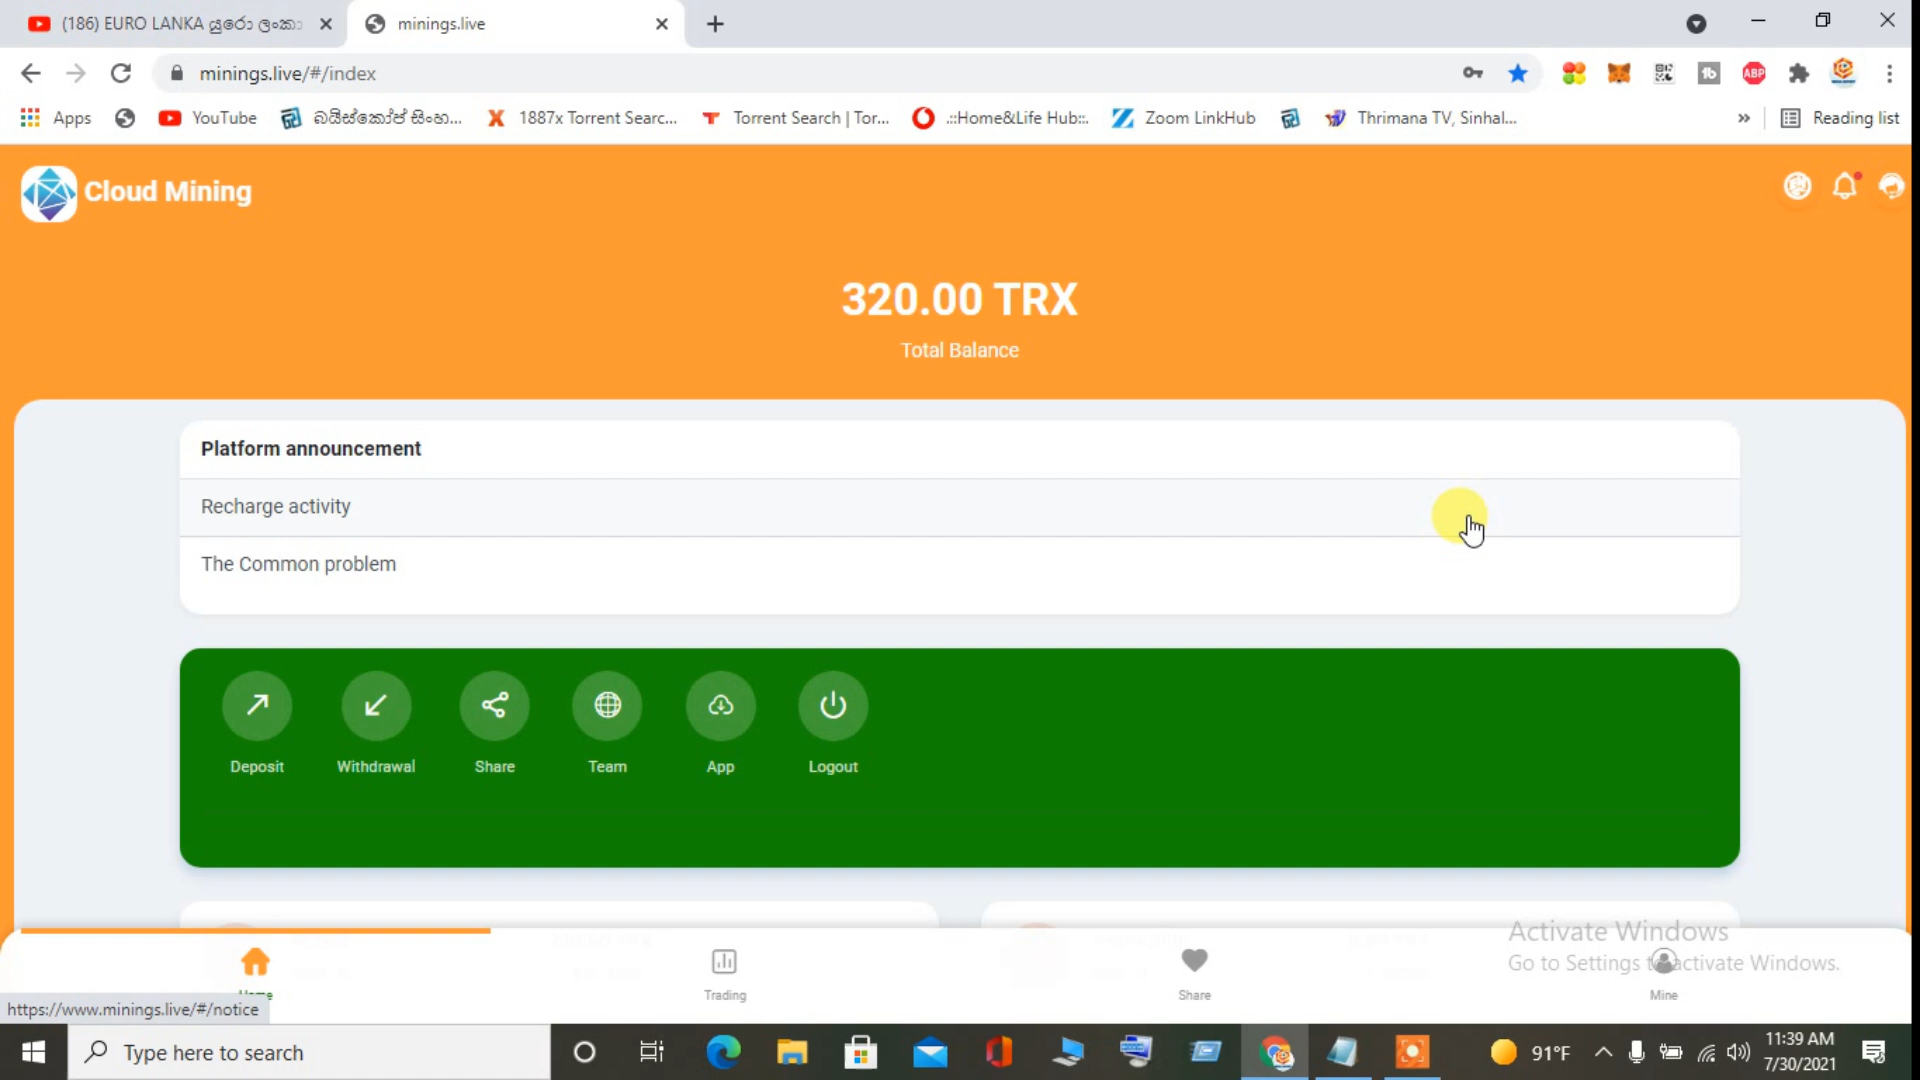 (186) EURO LANKA යුරෝ ලංකා
minings.live
minings.live/#/index
Apps
YouTube
බයිස්කෝප් සිංහ...
1887x Torrent Searc...
Torrent Search | Tor...
.::Home&Life Hub::.
Zoom LinkHub
Thrimana TV, Sinhal...
»
Reading list
ABP
Cloud Mining
320.00 TRX
Total Balance
Platform announcement
Recharge activity
The Common problem
Deposit
Withdrawal
Share
Team
App
Logout
Activate Windows
Go to Settings to activate Windows.
Home
Trading
Share
Mine
https://www.minings.live/#/notice
Type here to search
91°F
11:39 AM
7/30/2021